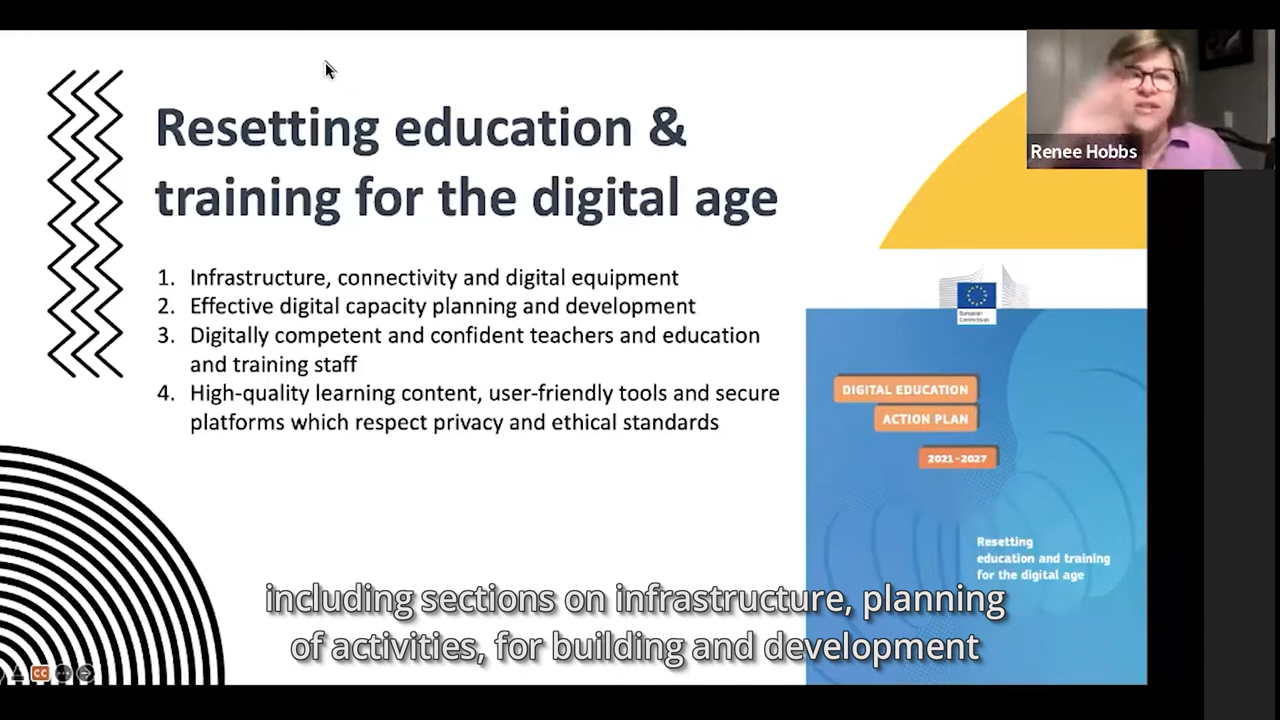 Resetting education &
training for the digital age
Renee Hobbs
1. Infrastructure, connectivity and digital equipment
2. Effective digital capacity planning and development
3. Digitally competent and confident teachers and education
and training staff
4. High-quality learning content, user-friendly tools and secure
platforms which respect privacy and ethical standards
European
Commission
DIGITAL EDUCATION
ACTION PLAN
2021-2027
Resetting
education and training
for the digital age
including sections on infrastructure, planning
of activities, for building and development
CC